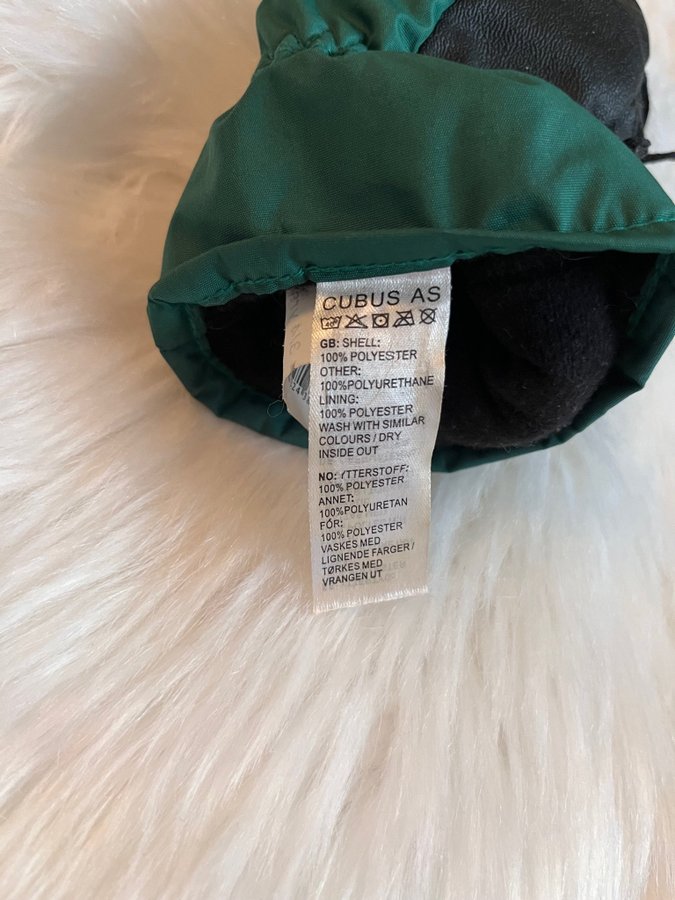 CUBUS AS
GB: SHELL:
100% POLYESTER
OTHER:
100%POLYURETHANE
LINING:
100% POLYESTER
WASH WITH SIMILAR
COLOURS / DRY
INSIDE OUT
NO: YTTERSTOFF:
100% POLYESTER
ANNET:
100%POLYURETAN
FÔR:
100% POLYESTER
VASKES MED
LIGNENDE FARGER /
TØRKES MED
VRANGEN UT